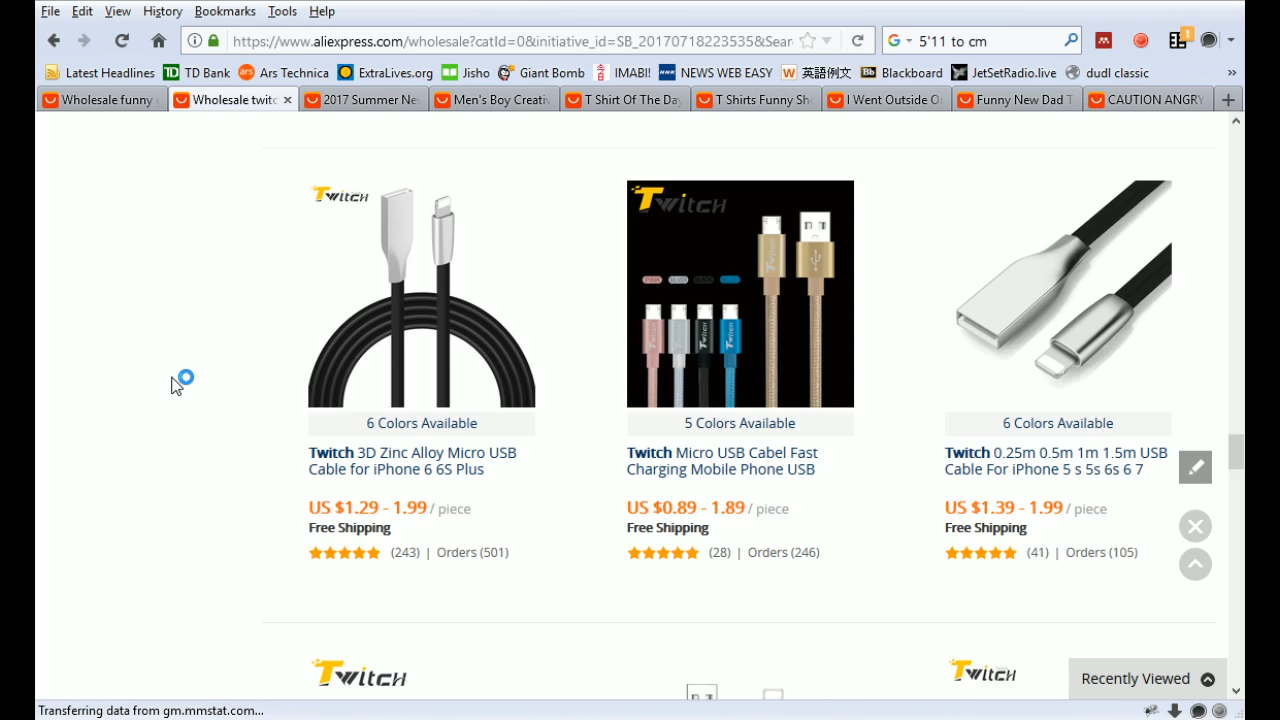 File Edit View History Bookmarks Tools Help
https://www.aliexpress.com/wholesale?catId=0&initiative_id=SB_20170718223535&Sear
5'11 to cm
Latest Headlines TD Bank Ars Technica ExtraLives.org Jisho Giant Bomb IMABI! NEWS WEB EASY 英語例文 Blackboard JetSetRadio.live dudl classic
Wholesale funny Wholesale twitc 2017 Summer Ne Men's Boy Creati T Shirt Of The Day T Shirts Funny Sh I Went Outside O Funny New Dad T CAUTION ANGRY
Twitch
Twitch
6 Colors Available
5 Colors Available
6 Colors Available
Twitch 3D Zinc Alloy Micro USB
Cable for iPhone 6 6S Plus
Twitch Micro USB Cabel Fast
Charging Mobile Phone USB
Twitch 0.25m 0.5m 1m 1.5m USB
Cable For iPhone 5 s 5s 6s 6 7
US $1.29 - 1.99 / piece
US $0.89 - 1.89 / piece
US $1.39 - 1.99 / piece
Free Shipping
Free Shipping
Free Shipping
(243) | Orders (501)
(28) | Orders (246)
(41) | Orders (105)
Twitch
Twitch
Recently Viewed
Transferring data from gm.mmstat.com...